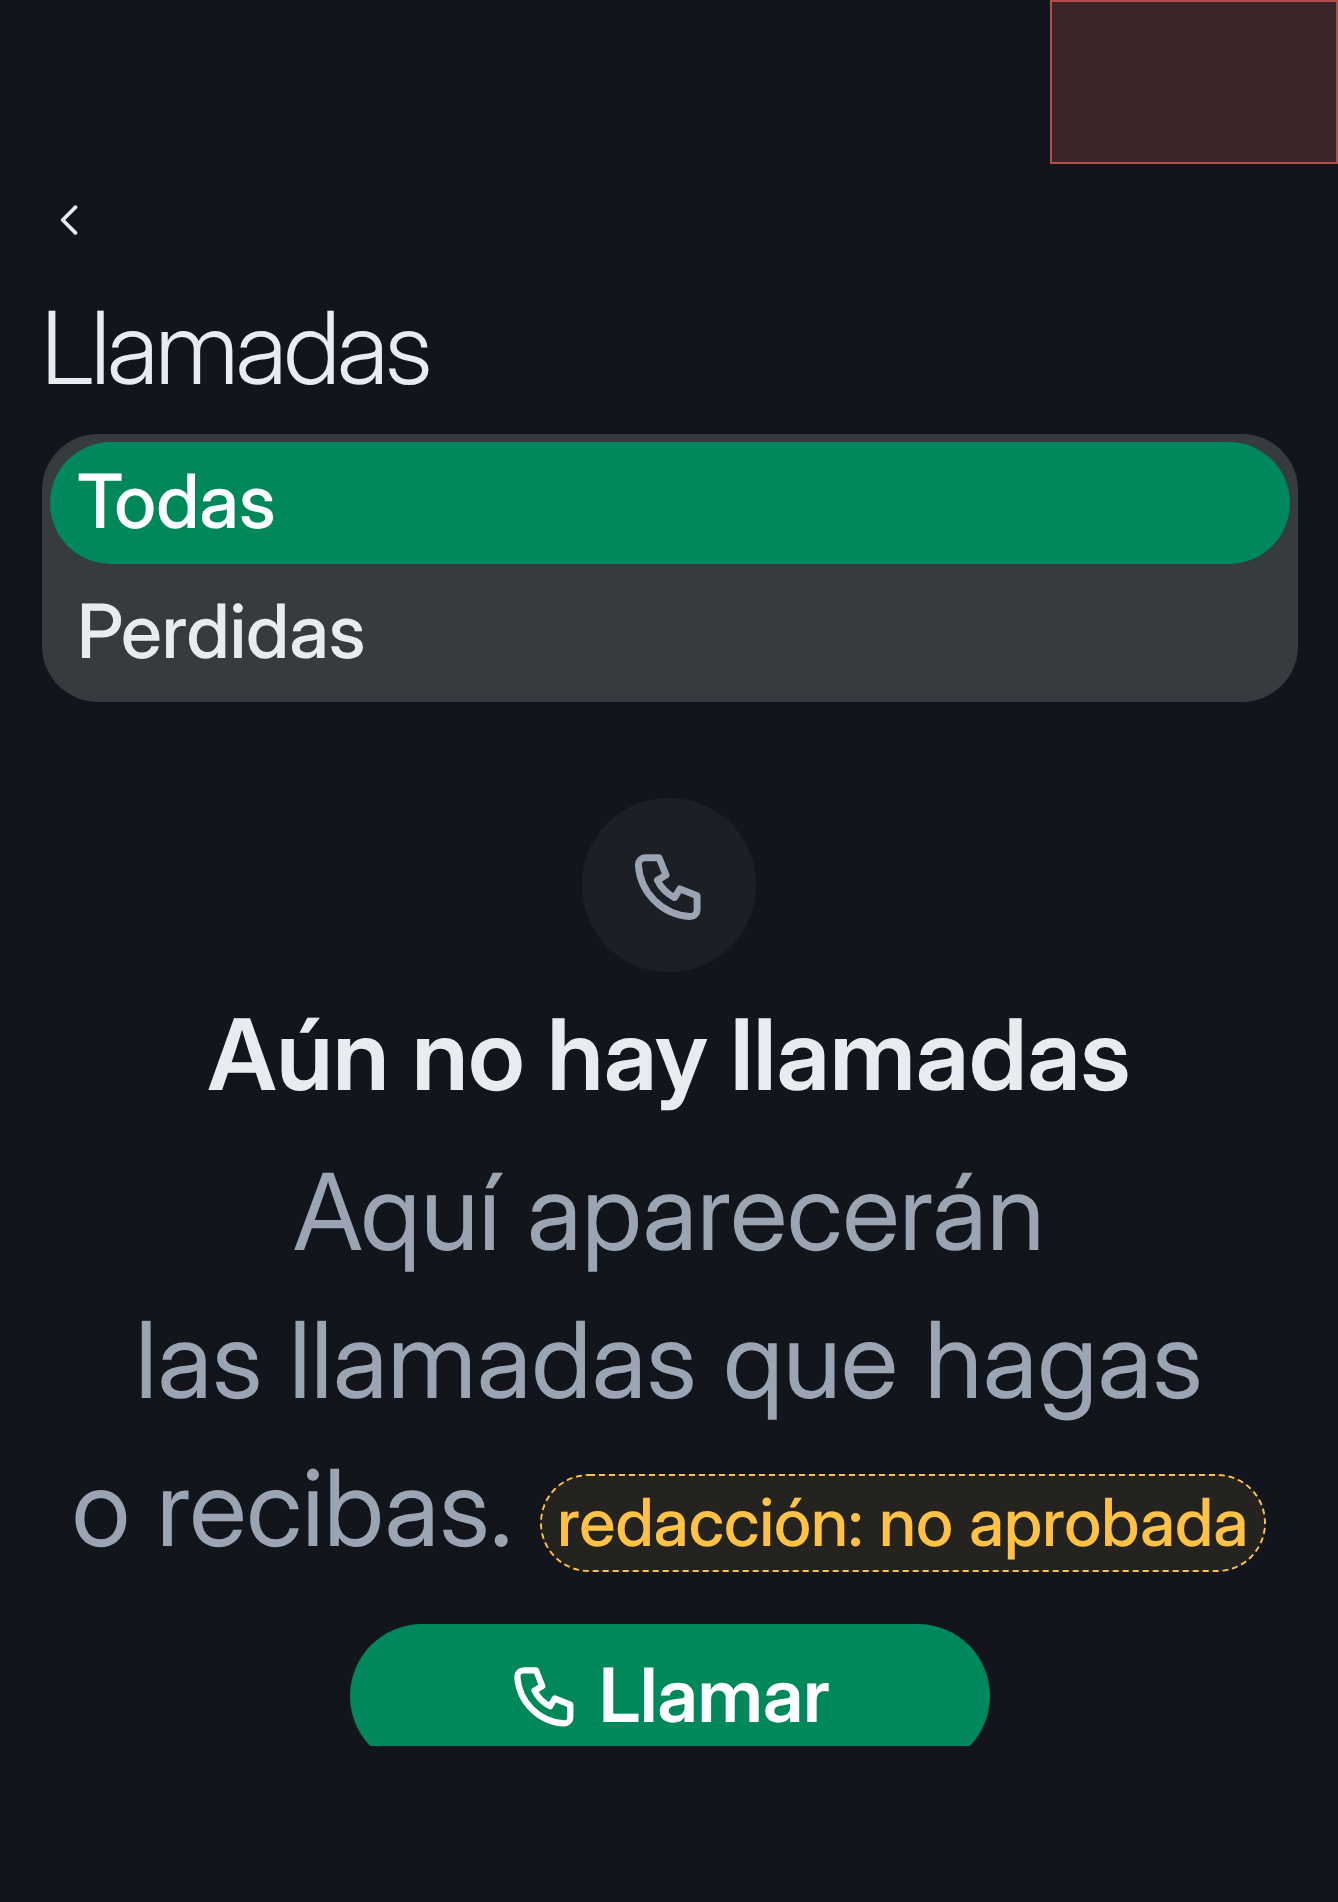 Llamadas
Todas
Perdidas
Aún no hay llamadas
Aquí aparecerán
las llamadas que hagas
o recibas. redacción: no aprobada
Llamar